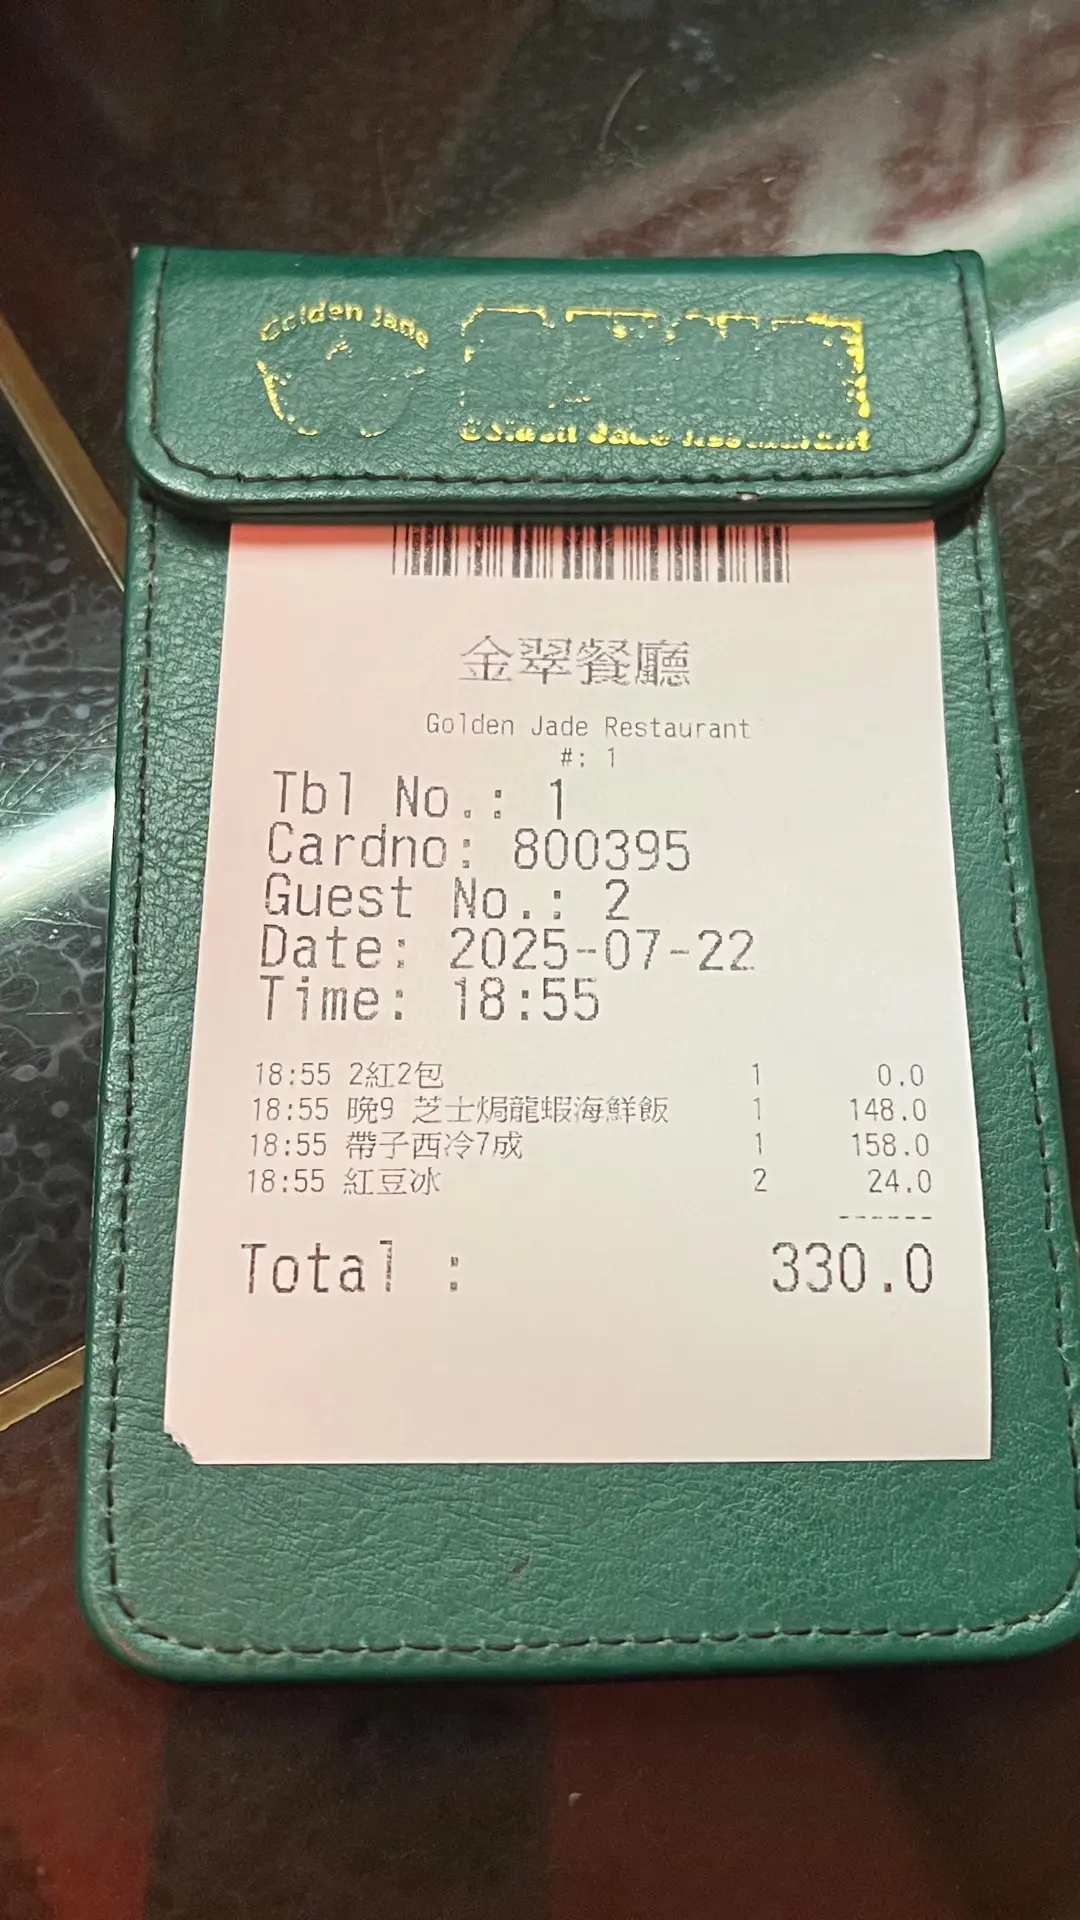 Golden Jade
Golden Jade Restaurant
金翠餐廳
Golden Jade Restaurant
#: 1
Tbl No.: 1
Cardno: 800395
Guest No.: 2
Date: 2025-07-22
Time: 18:55
18:55 2紅2包 1 0.0
18:55 晚9 芝士焗龍蝦海鮮飯 1 148.0
18:55 帶子西冷7成 1 158.0
18:55 紅豆冰 2 24.0
------
Total : 330.0